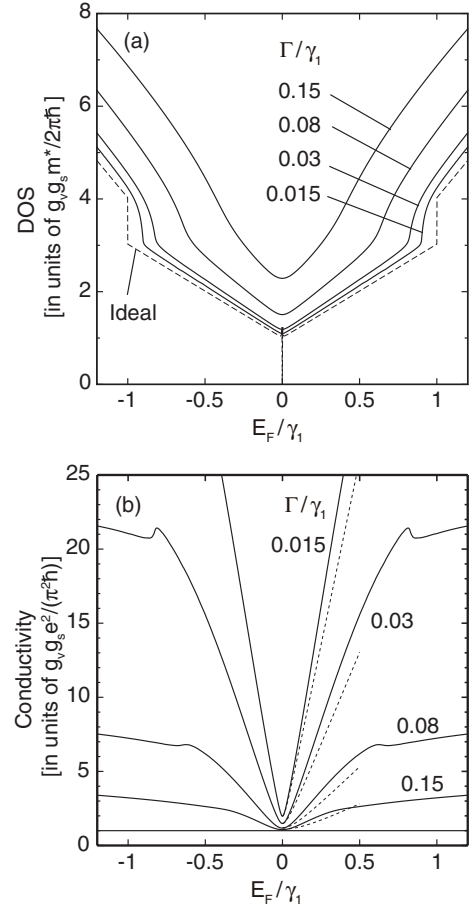 (a)
Γ/γ₁
0.15
0.08
0.03
0.015
Ideal
DOS
[in units of gᵥgₛm*/2πħ]
8
6
4
2
0
-1 -0.5 0 0.5 1
E_F/γ₁
(b)
Γ/γ₁
0.015
0.03
0.08
0.15
Conductivity
[in units of gᵥgₛe²/(π²ħ)]
25
20
15
10
5
0
-1 -0.5 0 0.5 1
E_F/γ₁